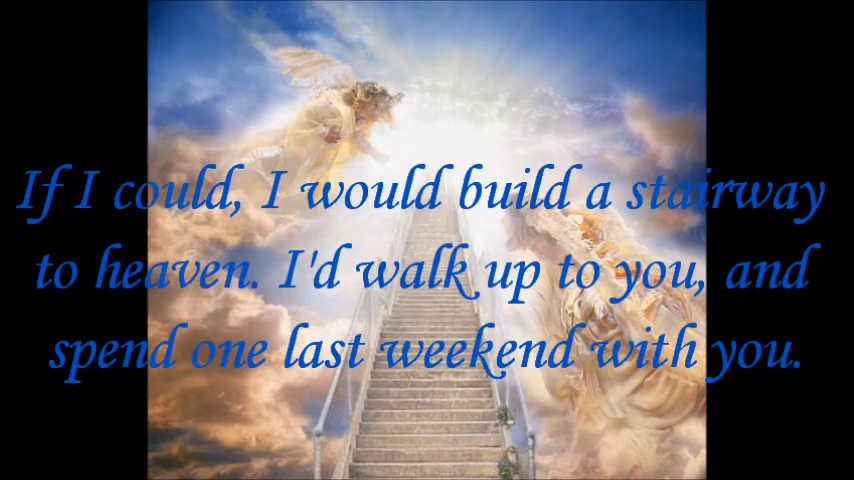 If I could, I would build a stairway
to heaven. I'd walk up to you, and
spend one last weekend with you.